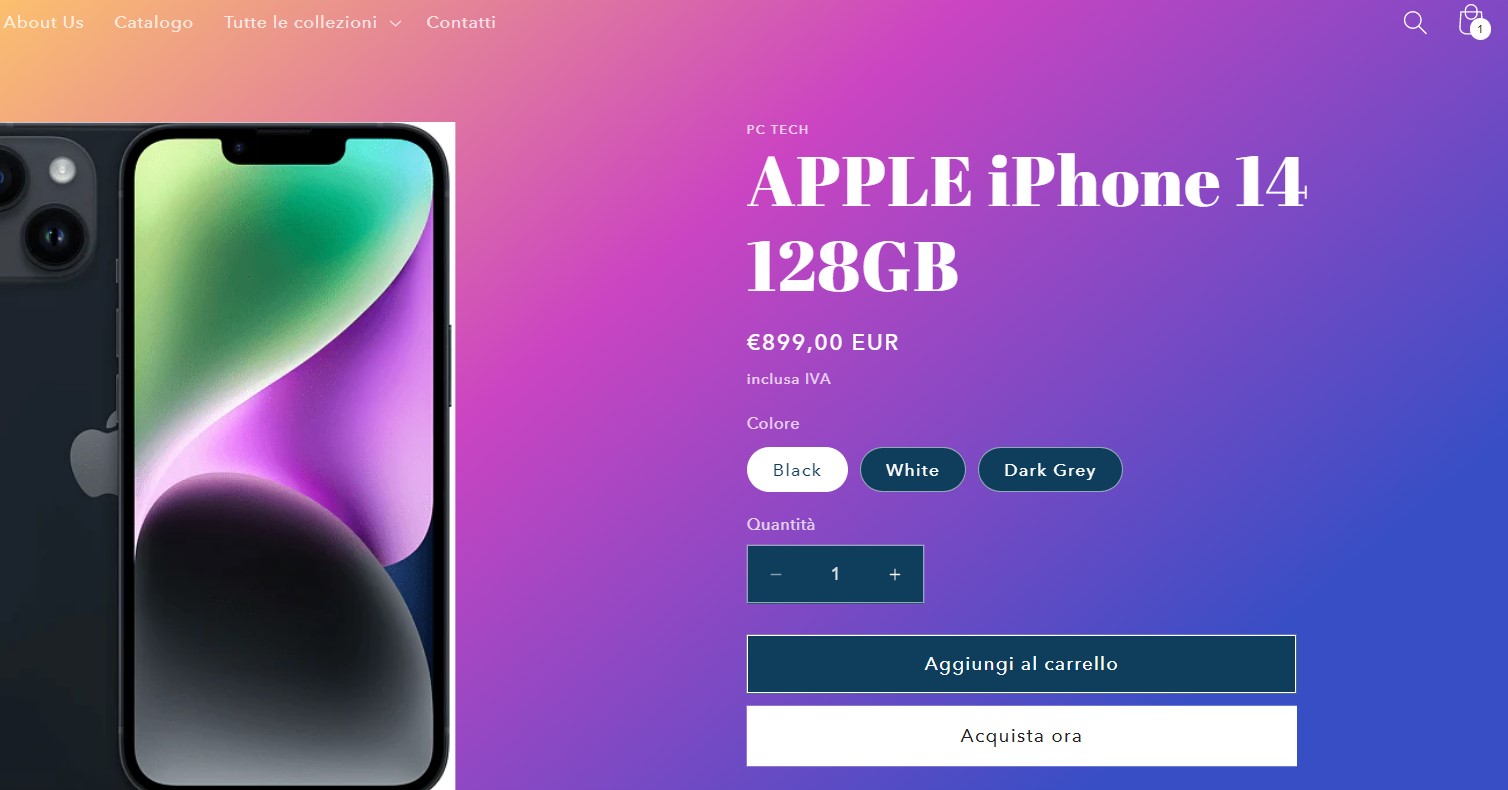 About Us Catalogo Tutte le collezioni Contatti
1
PC TECH
APPLE iPhone 14
128GB
€899,00 EUR
inclusa IVA
Colore
Black White Dark Grey
Quantità
− 1 +
Aggiungi al carrello
Acquista ora